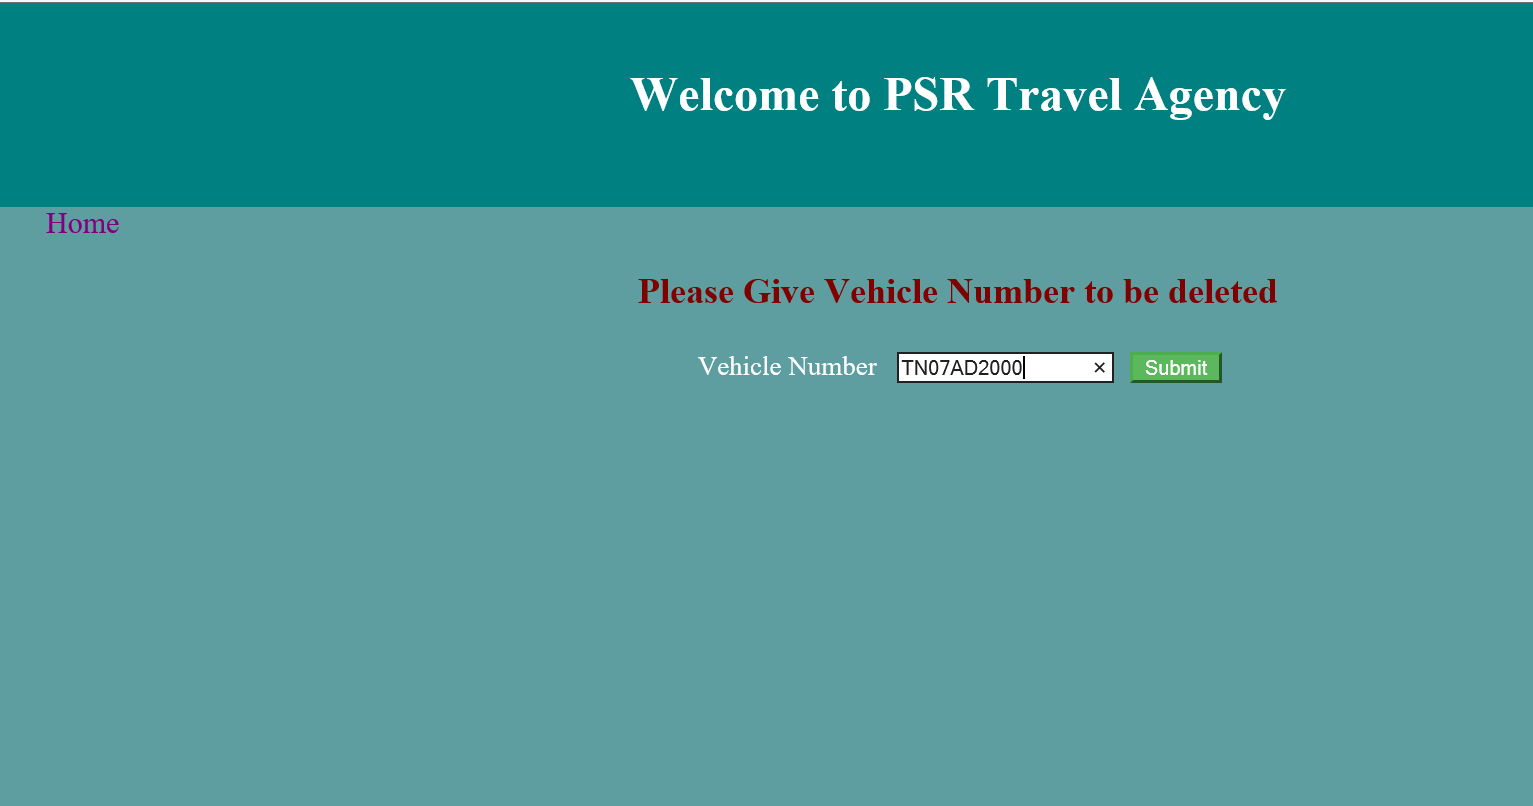 Welcome to PSR Travel Agency
Home
Please Give Vehicle Number to be deleted
Vehicle Number TN07AD2000 × Submit